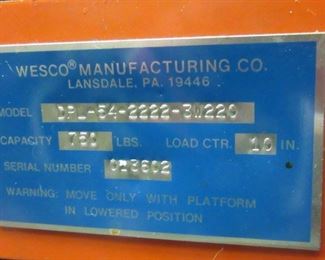 WESCO® MANUFACTURING CO.
LANSDALE, PA. 19446
MODEL DPL-54-2222-3W220
CAPACITY 750 LBS. LOAD CTR. 10 IN.
SERIAL NUMBER
WARNING: MOVE ONLY WITH PLATFORM
IN LOWERED POSITION